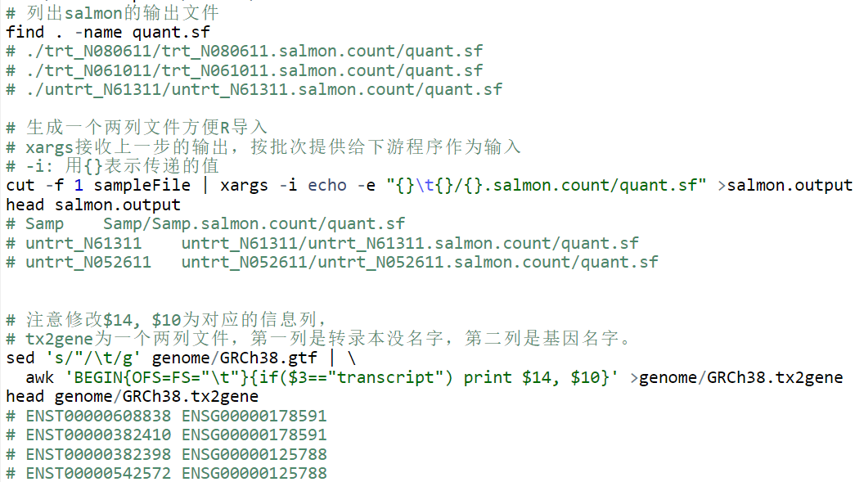 # 列出salmon的输出文件
find . -name quant.sf
# ./trt_N080611/trt_N080611.salmon.count/quant.sf
# ./trt_N061011/trt_N061011.salmon.count/quant.sf
# ./untrt_N61311/untrt_N61311.salmon.count/quant.sf
# 生成一个两列文件方便R导入
# xargs接收上一步的输出，按批次提供给下游程序作为输入
# -i: 用{}表示传递的值
cut -f 1 sampleFile | xargs -i echo -e "{}\t{}/{}.salmon.count/quant.sf" >salmon.output
head salmon.output
# Samp    Samp/Samp.salmon.count/quant.sf
# untrt_N61311    untrt_N61311/untrt_N61311.salmon.count/quant.sf
# untrt_N052611   untrt_N052611/untrt_N052611.salmon.count/quant.sf
# 注意修改$14, $10为对应的信息列，
# tx2gene为一个两列文件，第一列是转录本没名字，第二列是基因名字。
sed 's/"/\t/g' genome/GRCh38.gtf | \
  awk 'BEGIN{OFS=FS="\t"}{if($3=="transcript") print $14, $10}' >genome/GRCh38.tx2gene
head genome/GRCh38.tx2gene
# ENST00000608838 ENSG00000178591
# ENST00000382410 ENSG00000178591
# ENST00000382398 ENSG00000125788
# ENST00000542572 ENSG00000125788